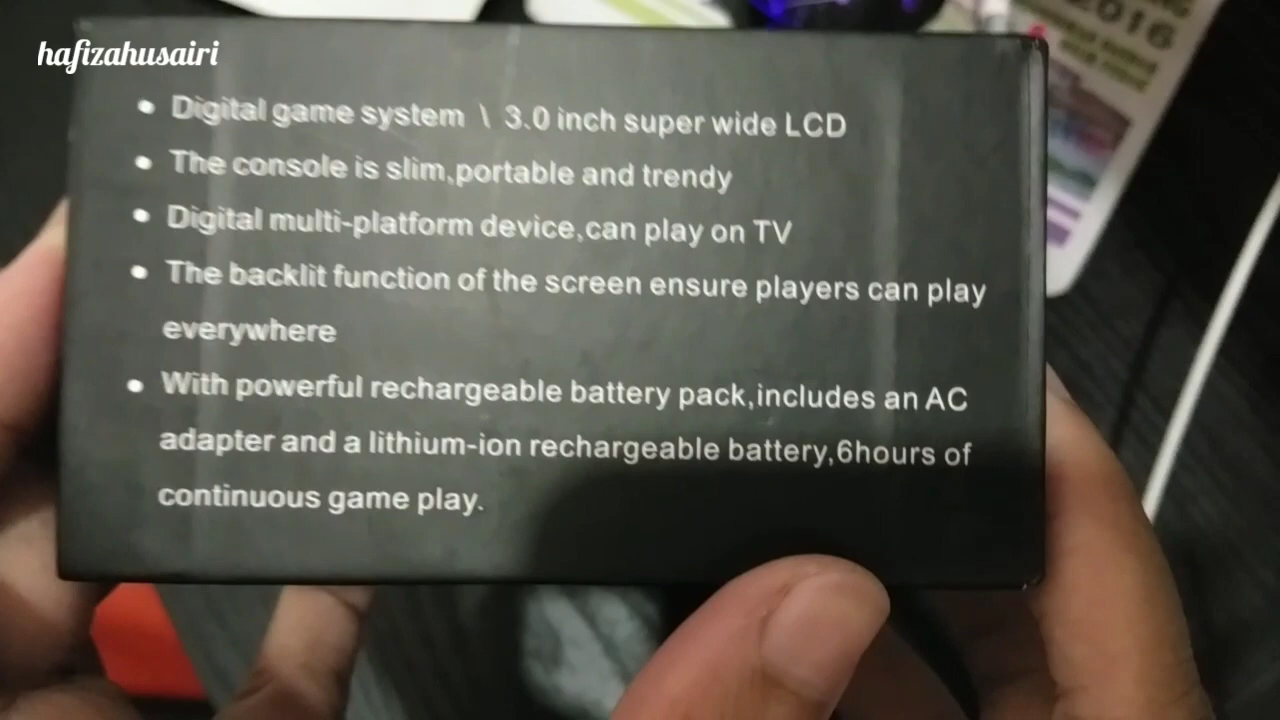 hafizahusairi
2016
• Digital game system \ 3.0 inch super wide LCD
• The console is slim,portable and trendy
• Digital multi-platform device,can play on TV
• The backlit function of the screen ensure players can play
everywhere
• With powerful rechargeable battery pack,includes an AC
adapter and a lithium-ion rechargeable battery,6hours of
continuous game play.